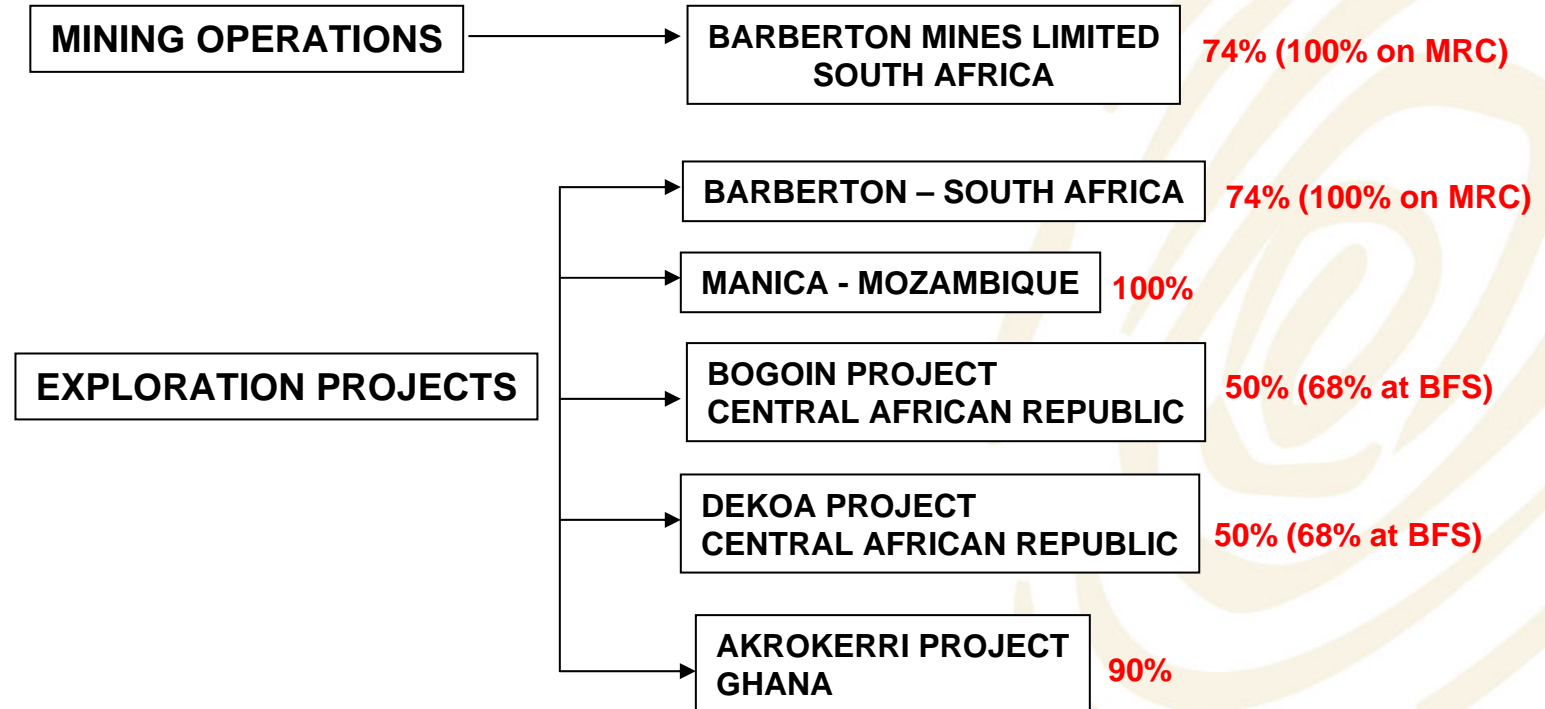 MINING OPERATIONS
BARBERTON MINES LIMITED
SOUTH AFRICA
74% (100% on MRC)
BARBERTON – SOUTH AFRICA
74% (100% on MRC)
MANICA - MOZAMBIQUE
100%
EXPLORATION PROJECTS
BOGOIN PROJECT
CENTRAL AFRICAN REPUBLIC
50% (68% at BFS)
DEKOA PROJECT
CENTRAL AFRICAN REPUBLIC
50% (68% at BFS)
AKROKERRI PROJECT
GHANA
90%